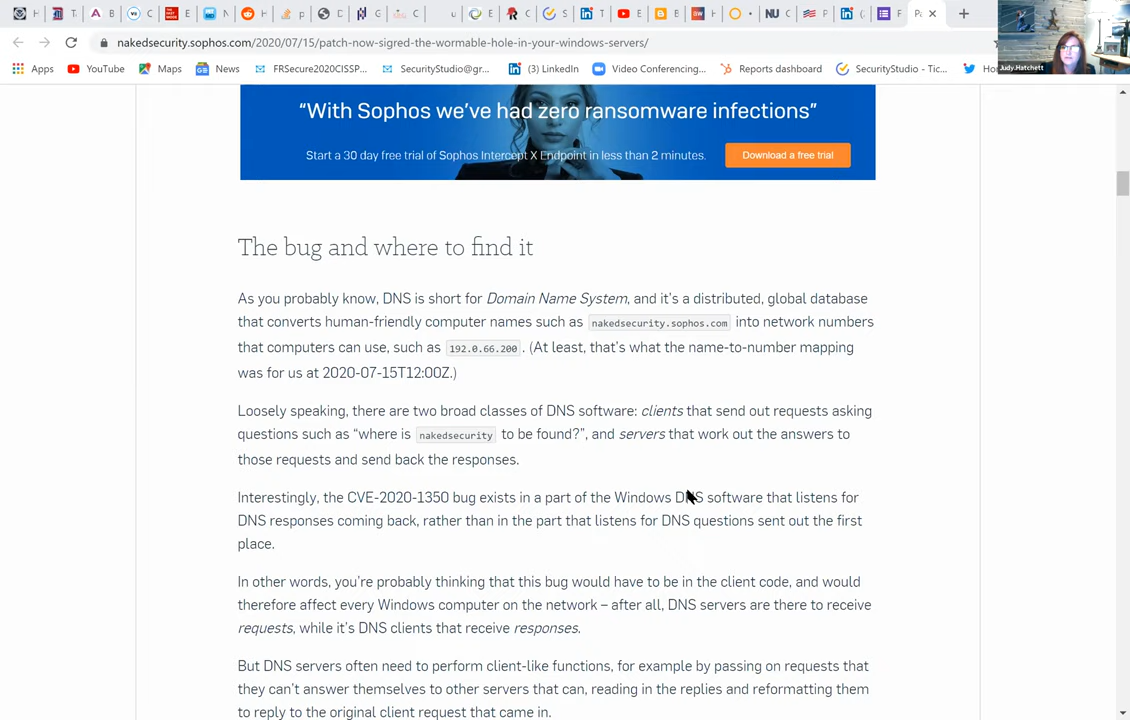 nakedsecurity.sophos.com/2020/07/15/patch-now-sigred-the-wormable-hole-in-your-windows-servers/
Judy.Hatchett
Apps YouTube Maps News FRSecure2020CISSP... SecurityStudio@gr... (3) LinkedIn Video Conferencing... Reports dashboard SecurityStudio - Tic...
“With Sophos we’ve had zero ransomware infections”
Start a 30 day free trial of Sophos Intercept X Endpoint in less than 2 minutes. Download a free trial
The bug and where to find it
As you probably know, DNS is short for Domain Name System, and it’s a distributed, global database
that converts human-friendly computer names such as nakedsecurity.sophos.com into network numbers
that computers can use, such as 192.0.66.200. (At least, that’s what the name-to-number mapping
was for us at 2020-07-15T12:00Z.)
Loosely speaking, there are two broad classes of DNS software: clients that send out requests asking
questions such as “where is nakedsecurity to be found?”, and servers that work out the answers to
those requests and send back the responses.
Interestingly, the CVE-2020-1350 bug exists in a part of the Windows DNS software that listens for
DNS responses coming back, rather than in the part that listens for DNS questions sent out the first
place.
In other words, you’re probably thinking that this bug would have to be in the client code, and would
therefore affect every Windows computer on the network – after all, DNS servers are there to receive
requests, while it’s DNS clients that receive responses.
But DNS servers often need to perform client-like functions, for example by passing on requests that
they can’t answer themselves to other servers that can, reading in the replies and reformatting them
to reply to the original client request that came in.